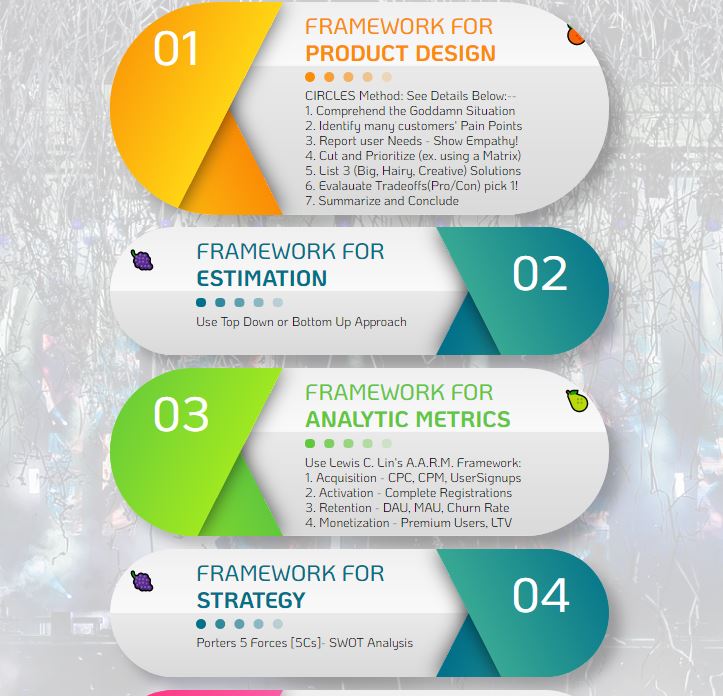 01
FRAMEWORK FOR
PRODUCT DESIGN
CIRCLES Method: See Details Below:--
1. Comprehend the Goddamn Situation
2. Identify many customers' Pain Points
3. Report user Needs - Show Empathy!
4. Cut and Prioritize (ex. using a Matrix)
5. List 3 (Big, Hairy, Creative) Solutions
6. Evalauate Tradeoffs(Pro/Con) pick 1!
7. Summarize and Conclude
FRAMEWORK FOR
ESTIMATION
Use Top Down or Bottom Up Approach
02
03
FRAMEWORK FOR
ANALYTIC METRICS
Use Lewis C. Lin's A.A.R.M. Framework:
1. Acquisition - CPC, CPM, UserSignups
2. Activation - Complete Registrations
3. Retention - DAU, MAU, Churn Rate
4. Monetization - Premium Users, LTV
FRAMEWORK FOR
STRATEGY
Porters 5 Forces [5Cs]- SWOT Analysis
04